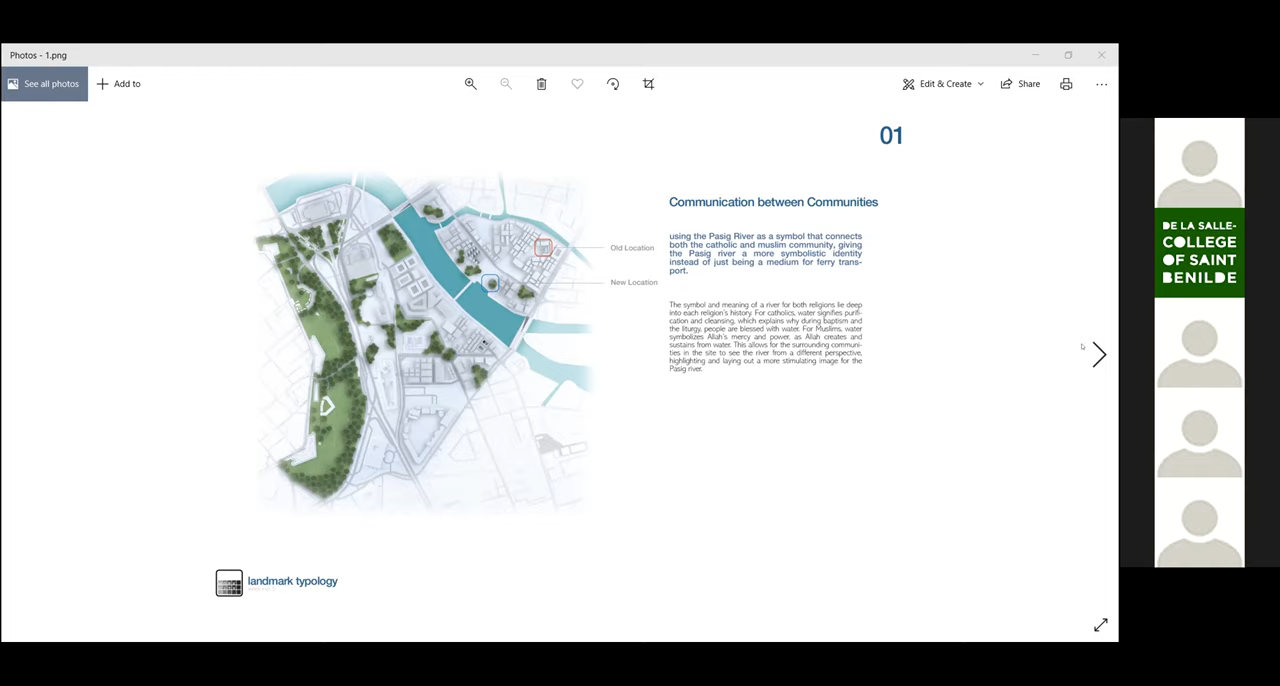 Photos - 1.png
See all photos
Add to
Edit & Create
Share
01
Communication between Communities
using the Pasig River as a symbol that connects
both the catholic and muslim community, giving
the Pasig river a more symbolistic identity
instead of just being a medium for ferry trans-
port.
Old Location
New Location
The symbol and meaning of a river for both religions lie deep
into each religion's history. For catholics, water signifies purifi-
cation and cleansing, which explains why during baptism and
the liturgy, people are blessed with water. For Muslims, water
symbolizes Allah's mercy and power, as Allah creates and
sustains from water. This allows for the surrounding communi-
ties in the site to see the river from a different perspective,
highlighting and laying out a more stimulating image for the
Pasig river.
landmark typology
DE LA SALLE-
COLLEGE
OF SAINT
BENILDE